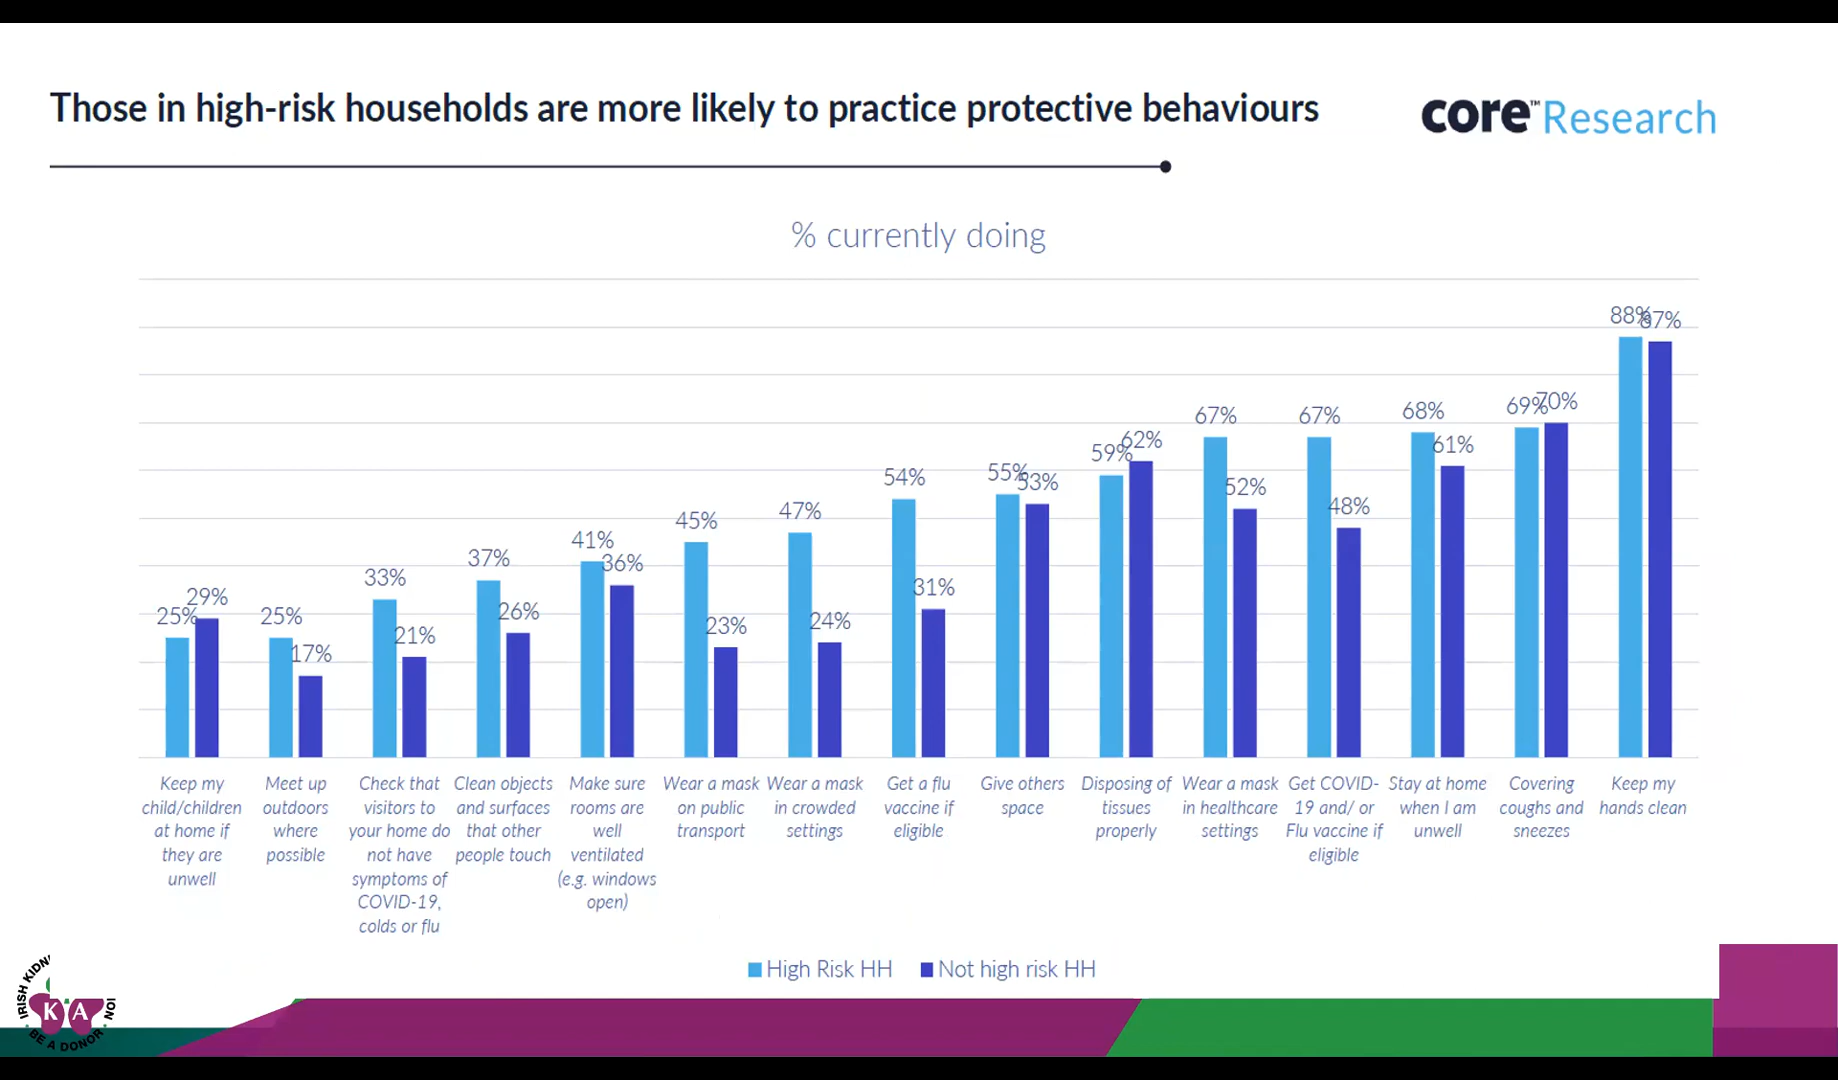 Those in high-risk households are more likely to practice protective behaviours
core™Research
% currently doing
25% 29%
25% 17%
33% 21%
37% 26%
41% 36%
45% 23%
47% 24%
54% 31%
55% 53%
59% 62%
67% 52%
67% 48%
68% 61%
69% 70%
88% 87%
Keep my
child/children
at home if
they are
unwell
Meet up
outdoors
where
possible
Check that
visitors to
your home do
not have
symptoms of
COVID-19,
colds or flu
Clean objects
and surfaces
that other
people touch
Make sure
rooms are
well
ventilated
(e.g. windows
open)
Wear a mask
on public
transport
Wear a mask
in crowded
settings
Get a flu
vaccine if
eligible
Give others
space
Disposing of
tissues
properly
Wear a mask
in healthcare
settings
Get COVID-
19 and/ or
Flu vaccine if
eligible
Stay at home
when I am
unwell
Covering
coughs and
sneezes
Keep my
hands clean
High Risk HH
Not high risk HH
IRISH KIDN
KA
BE A DONOR